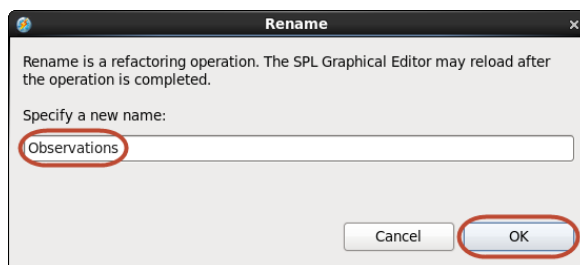 Rename
Rename is a refactoring operation. The SPL Graphical Editor may reload after
the operation is completed.
Specify a new name:
Observations
Cancel
OK